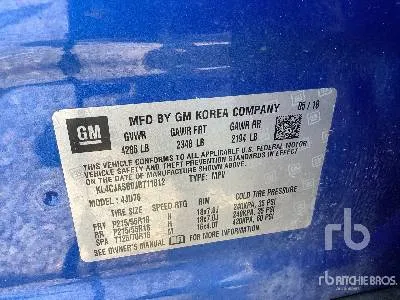 GM
MFD BY GM KOREA COMPANY 05/18
GVWR GAWR FRT GAWR RR
4286 LB 2348 LB 2194 LB
THIS VEHICLE CONFORMS TO ALL APPLICABLE U.S. FEDERAL MOTOR
VEHICLE SAFETY AND THEFT PREVENTION STANDARDS IN EFFECT
ON THE DATE OF MANUFACTURE SHOWN ABOVE.
TYPE: MPV
MODEL: 4JU76
TIRE SIZE SPEED RTG RIM COLD TIRE PRESSURE
FRT P215/55R18 H 18x7.0J 240KPA, 35 PSI
RR P215/55R18 H 18x7.0J 240KPA, 35 PSI
SPA T125/70R16 M 16x4.0T 420KPA, 60 PSI
SEE OWNER'S MANUAL FOR ADDITIONAL INFORMATION.
rb
rb RITCHIE BROS.